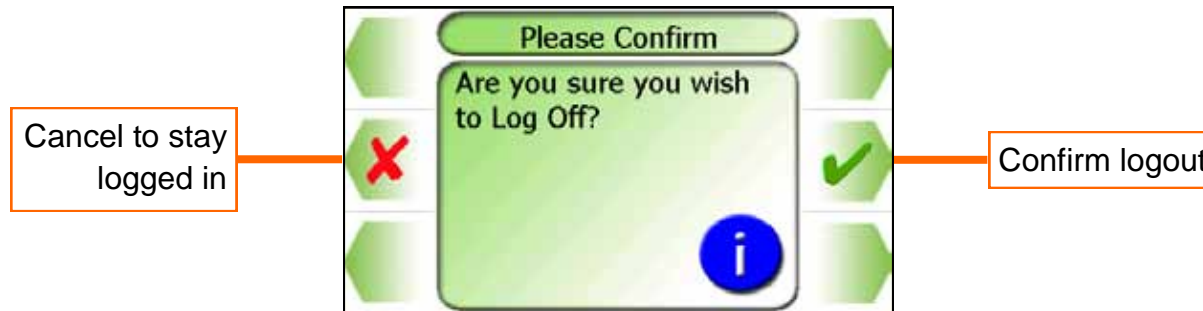 Please Confirm
Are you sure you wish
to Log Off?
Cancel to stay
logged in
Confirm logout
i